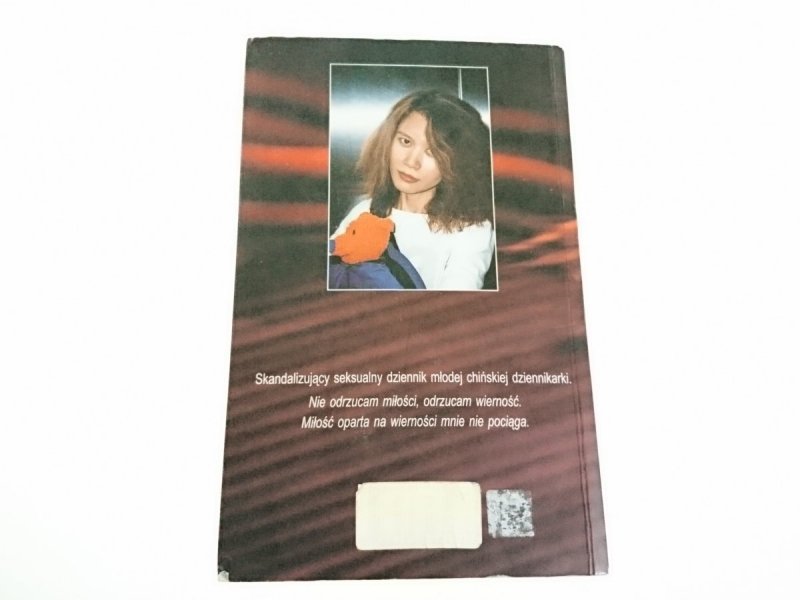 Skandalizujący seksualny dziennik młodej chińskiej dziennikarki.
Nie odrzucam miłości, odrzucam wierność.
Miłość oparta na wierności mnie nie pociąga.